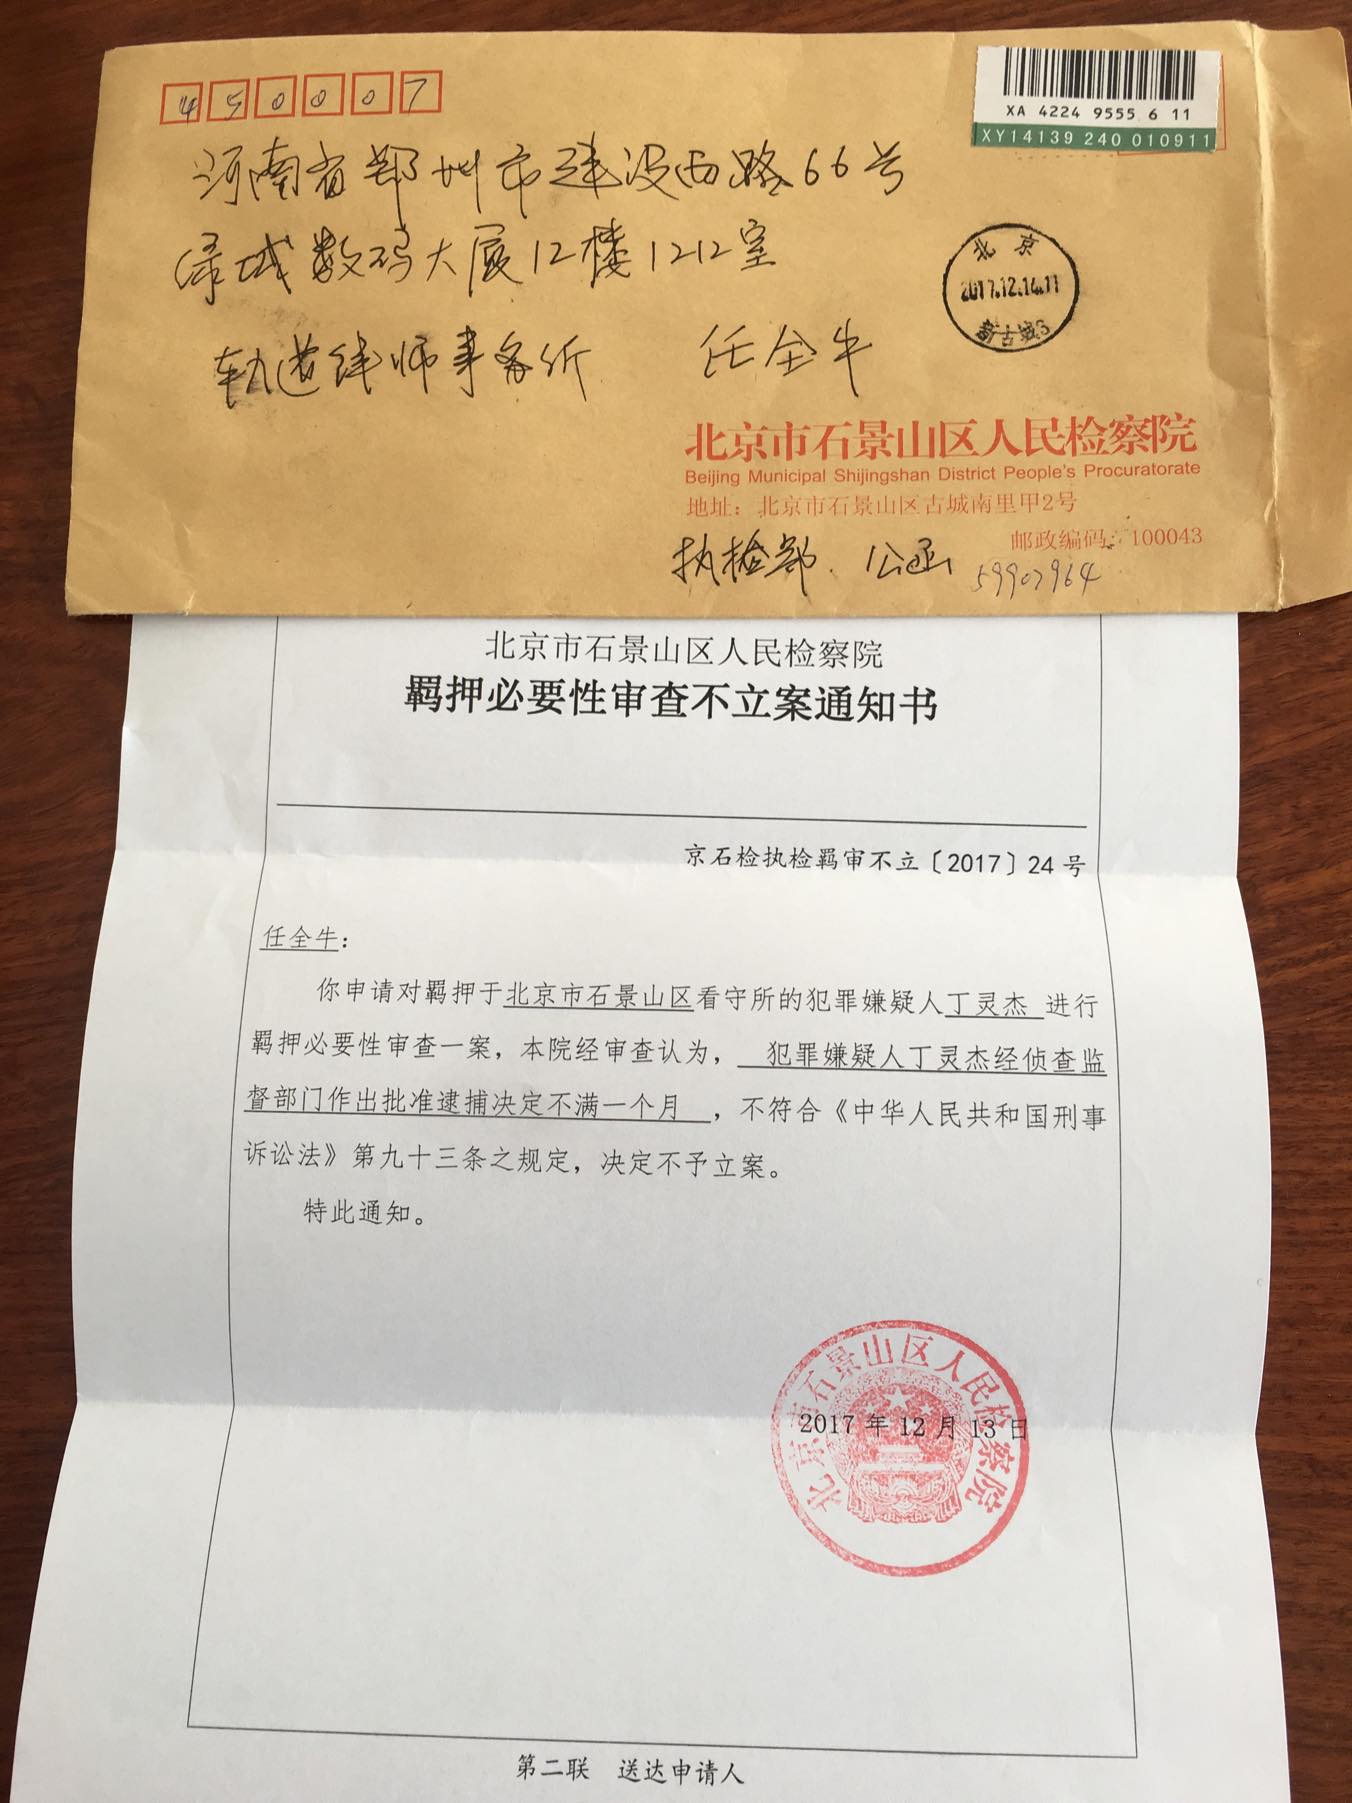 450007
XA 4224 9555 6 11
XY14139 240 010911
河南省郑州市建设西路66号
绿城数码大厦12楼1212室
轨道律师事务所 任全牛
北京
2017.12.14.11
新古城
北京市石景山区人民检察院
Beijing Municipal Shijingshan District People's Procuratorate
地址：北京市石景山区古城南里甲2号
邮政编码：100043
执检部．公函 59907964
北京市石景山区人民检察院
羁押必要性审查不立案通知书
京石检执检羁审不立〔2017〕24号
任全牛：
你申请对羁押于北京市石景山区看守所的犯罪嫌疑人丁灵杰 进行
羁押必要性审查一案，本院经审查认为， 犯罪嫌疑人丁灵杰经侦查监
督部门作出批准逮捕决定不满一个月 ，不符合《中华人民共和国刑事
诉讼法》第九十三条之规定，决定不予立案。
特此通知。
北京市石景山区人民检察院
2017年12月13日
第二联 送达申请人